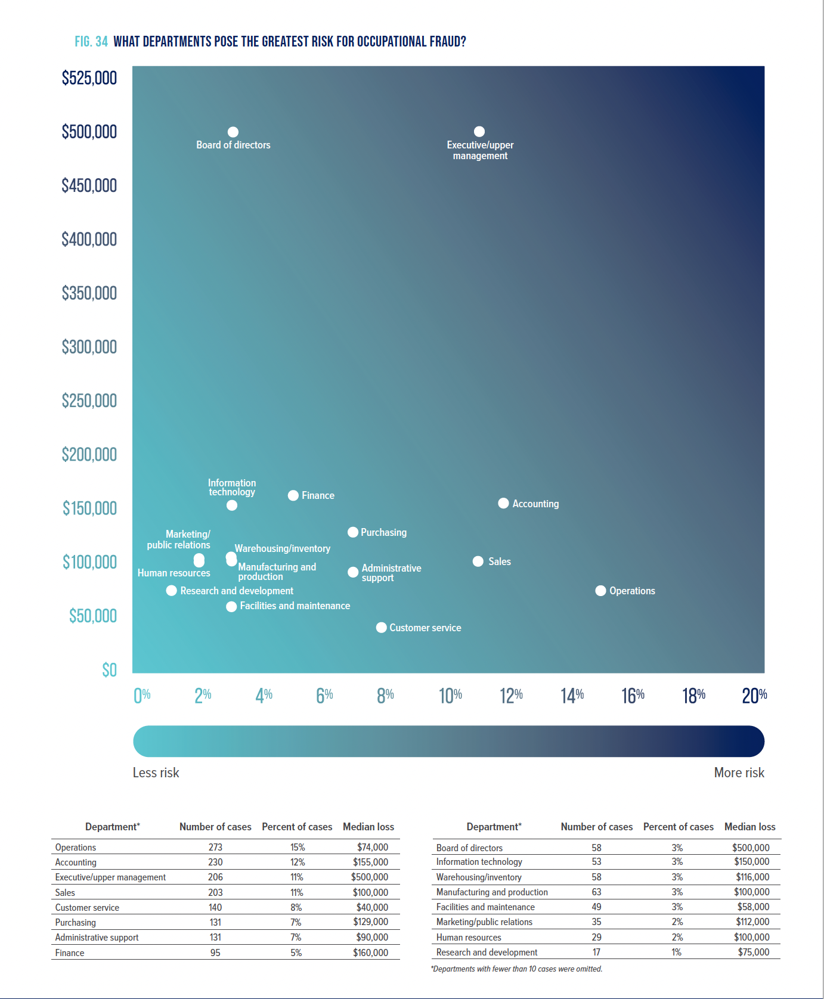 FIG. 34 WHAT DEPARTMENTS POSE THE GREATEST RISK FOR OCCUPATIONAL FRAUD?
$525,000
$500,000
$450,000
$400,000
$350,000
$300,000
$250,000
$200,000
$150,000
$100,000
$50,000
$0
Board of directors
Executive/upper
management
Information
technology
Finance
Accounting
Marketing/
public relations
Purchasing
Warehousing/inventory
Manufacturing and
production
Human resources
Administrative
support
Sales
Research and development
Operations
Facilities and maintenance
Customer service
0% 2% 4% 6% 8% 10% 12% 14% 16% 18% 20%
Less risk More risk
Department* Number of cases Percent of cases Median loss
Operations 273 15% $74,000
Accounting 230 12% $155,000
Executive/upper management 206 11% $500,000
Sales 203 11% $100,000
Customer service 140 8% $40,000
Purchasing 131 7% $129,000
Administrative support 131 7% $90,000
Finance 95 5% $160,000
Department* Number of cases Percent of cases Median loss
Board of directors 58 3% $500,000
Information technology 53 3% $150,000
Warehousing/inventory 58 3% $116,000
Manufacturing and production 63 3% $100,000
Facilities and maintenance 49 3% $58,000
Marketing/public relations 35 2% $112,000
Human resources 29 2% $100,000
Research and development 17 1% $75,000
*Departments with fewer than 10 cases were omitted.